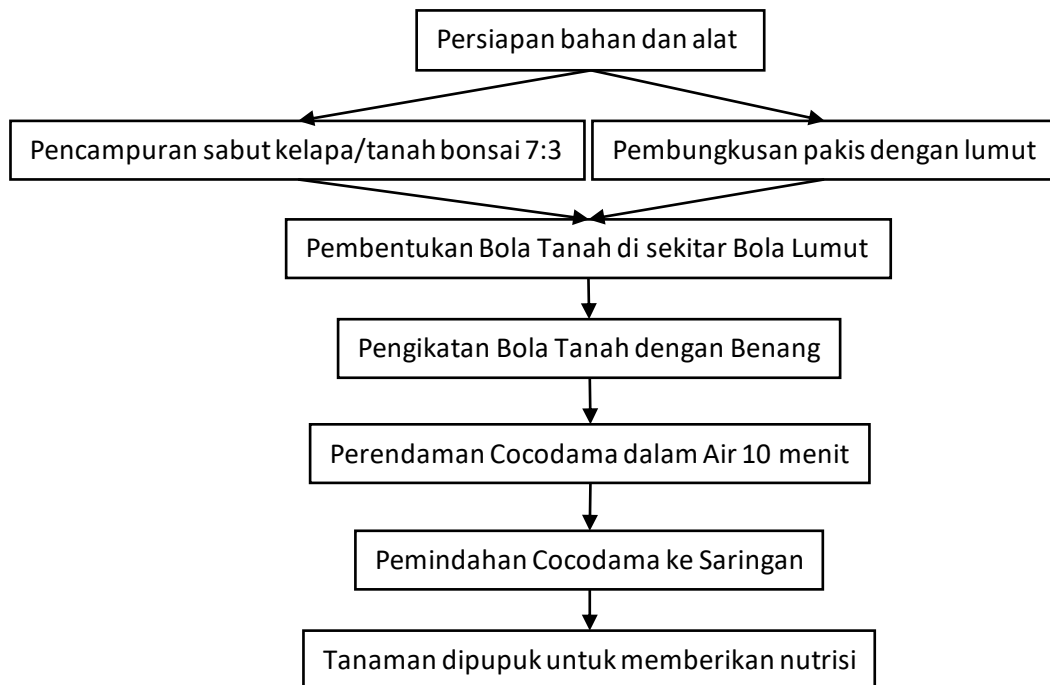 Persiapan bahan dan alat
Pencampuran sabut kelapa/tanah bonsai 7:3
Pembungkusan pakis dengan lumut
Pembentukan Bola Tanah di sekitar Bola Lumut
Pengikatan Bola Tanah dengan Benang
Perendaman Cocodama dalam Air 10 menit
Pemindahan Cocodama ke Saringan
Tanaman dipupuk untuk memberikan nutrisi